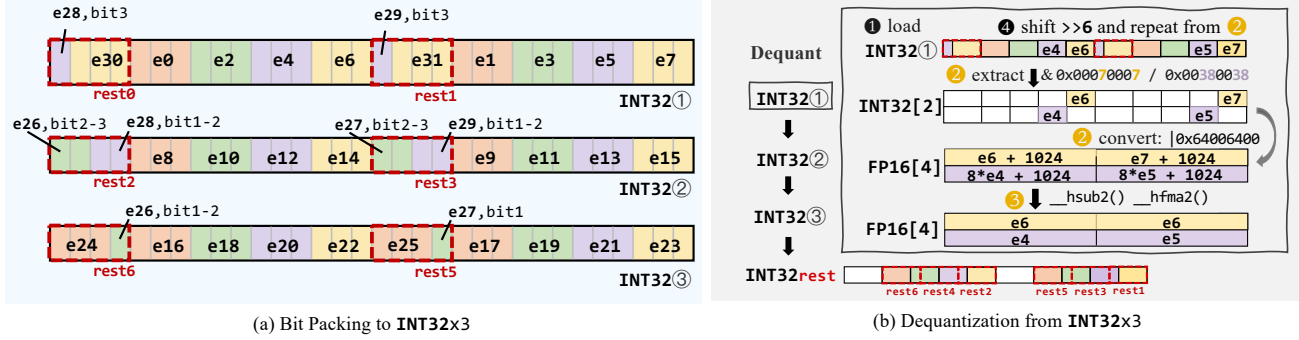 e28,bit3
e29,bit3
e30 e0 e2 e4 e6 e31 e1 e3 e5 e7
rest0 rest1
INT32①
e26,bit2-3 e28,bit1-2 e27,bit2-3 e29,bit1-2
e8 e10 e12 e14 e9 e11 e13 e15
rest2 rest3
INT32②
e26,bit1-2 e27,bit1
e24 e16 e18 e20 e22 e25 e17 e19 e21 e23
rest6 rest5
INT32③
(a) Bit Packing to INT32x3
Dequant
INT32①
INT32②
INT32③
INT32rest
rest6 rest4 rest2 rest5 rest3 rest1
❶ load ❹ shift >>6 and repeat from ❷
INT32① e4 e6 e5 e7
❷ extract & 0x00070007 / 0x00380038
INT32[2] e6 e7
e4 e5
❷ convert: |0x64006400
FP16[4] e6 + 1024 e7 + 1024
8*e4 + 1024 8*e5 + 1024
❸ __hsub2() __hfma2()
FP16[4] e6 e6
e4 e5
(b) Dequantization from INT32x3